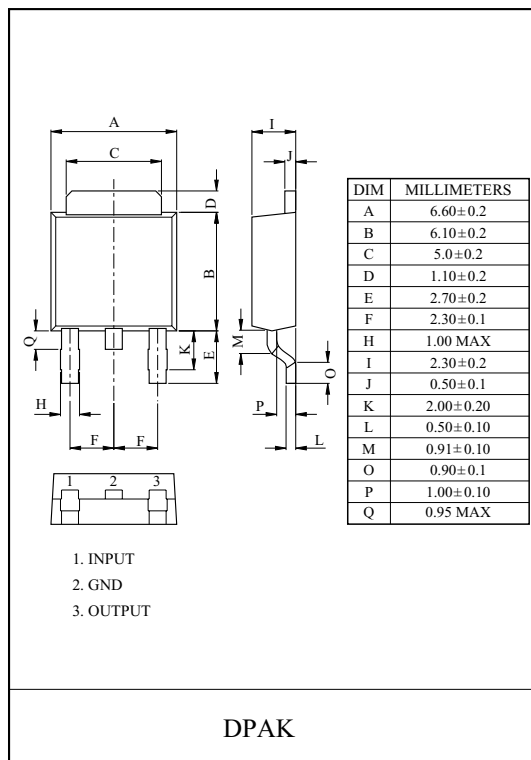 A
C
D
B
Q
K
E
H
F F
I
J
M
O
P
L
1 2 3
1. INPUT
2. GND
3. OUTPUT
DIM MILLIMETERS
A 6.60±0.2
B 6.10±0.2
C 5.0±0.2
D 1.10±0.2
E 2.70±0.2
F 2.30±0.1
H 1.00 MAX
I 2.30±0.2
J 0.50±0.1
K 2.00±0.20
L 0.50±0.10
M 0.91±0.10
O 0.90±0.1
P 1.00±0.10
Q 0.95 MAX
DPAK